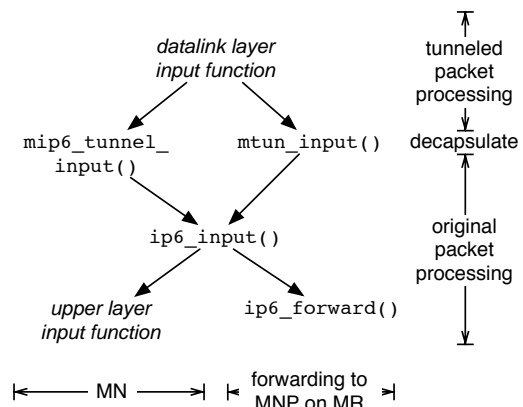 datalink layer
input function
tunneled
packet
processing
mip6_tunnel_
input()
mtun_input()
decapsulate
ip6_input()
original
packet
processing
upper layer
input function
ip6_forward()
MN
forwarding to
MNP on MR